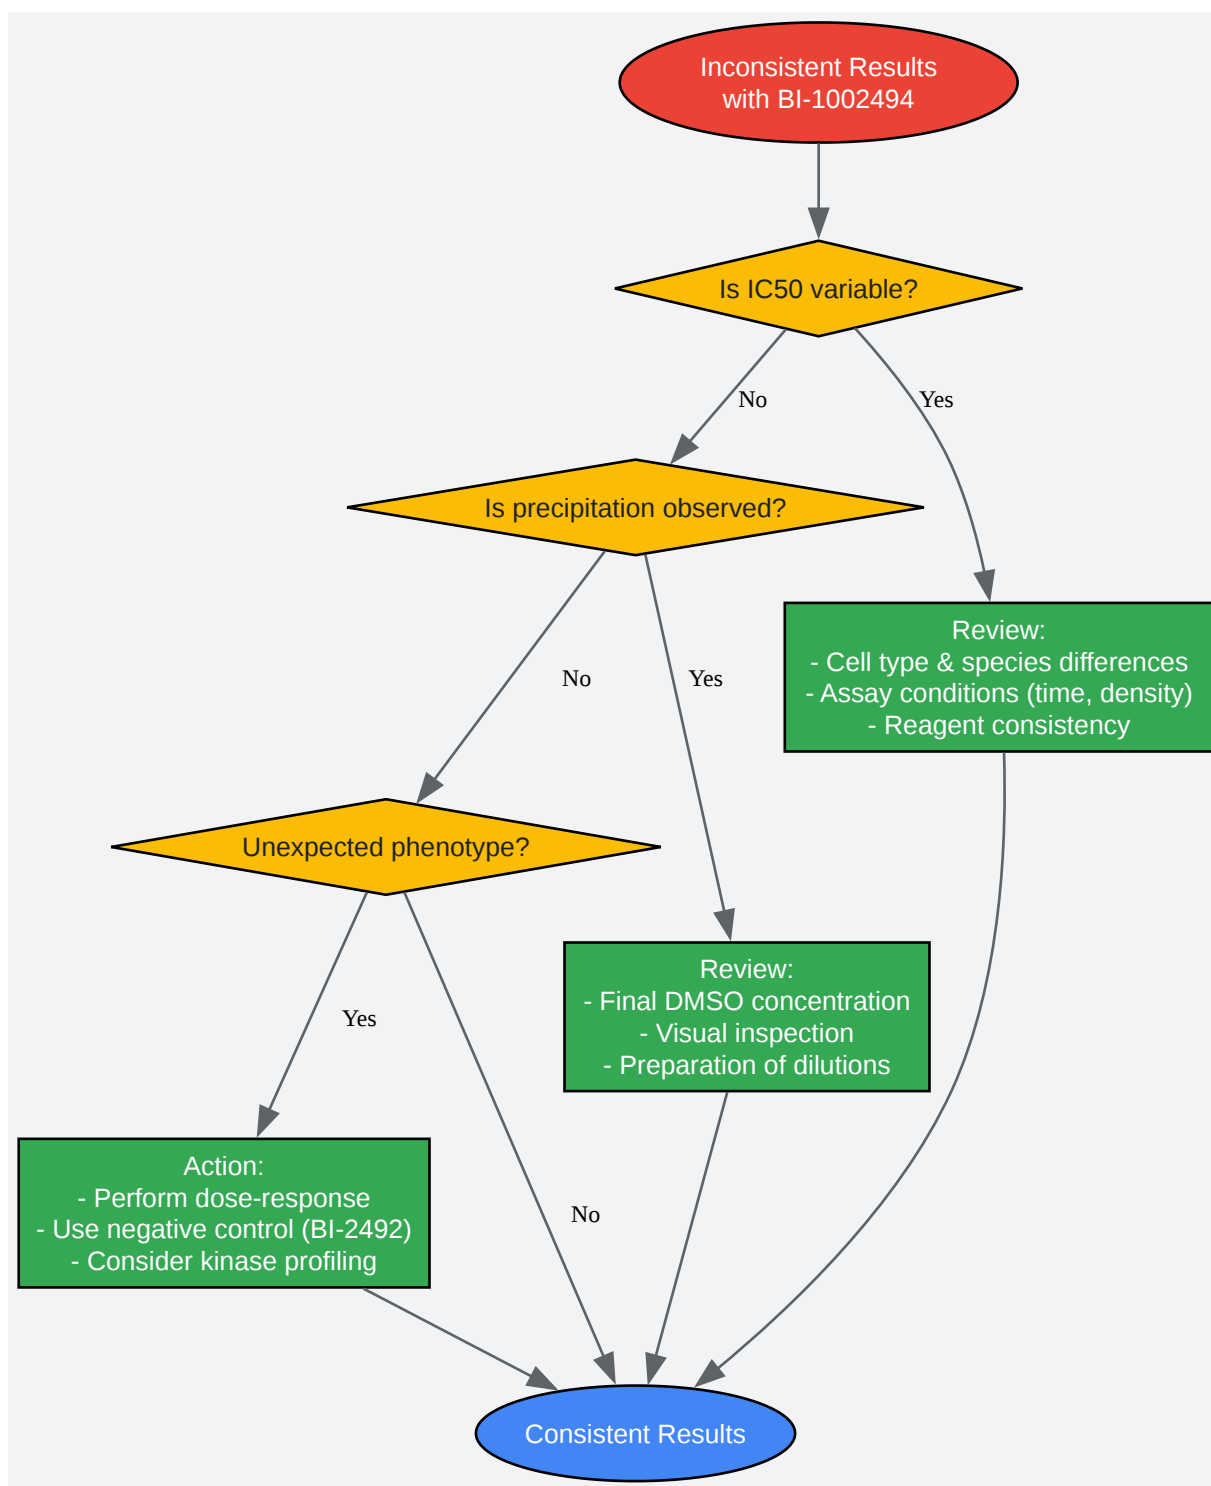 Inconsistent Results
with BI-1002494
Is IC50 variable?
No
Yes
Is precipitation observed?
No
Yes
Review:
- Cell type & species differences
- Assay conditions (time, density)
- Reagent consistency
Unexpected phenotype?
Yes
No
Review:
- Final DMSO concentration
- Visual inspection
- Preparation of dilutions
Action:
- Perform dose-response
- Use negative control (BI-2492)
- Consider kinase profiling
Consistent Results